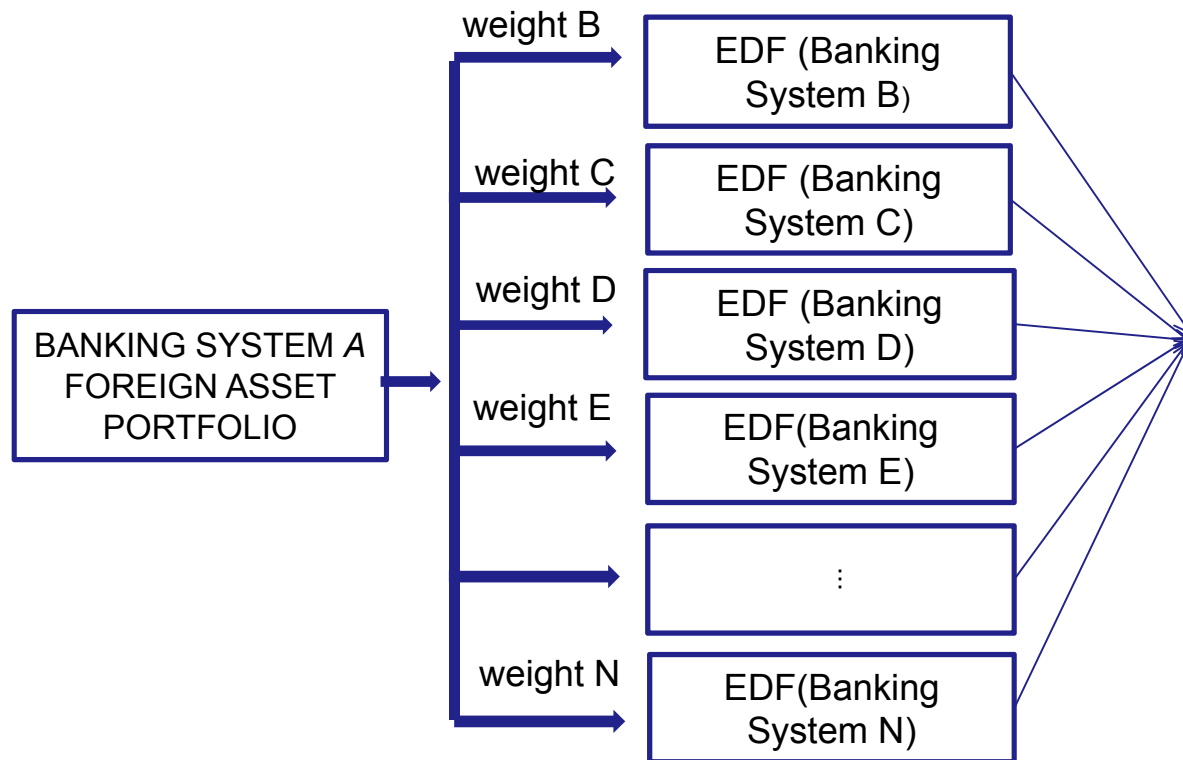 weight B
EDF (Banking
System B)
weight C
EDF (Banking
System C)
weight D
EDF (Banking
System D)
BANKING SYSTEM A
FOREIGN ASSET
PORTFOLIO
weight E
EDF(Banking
System E)
⋮
weight N
EDF(Banking
System N)